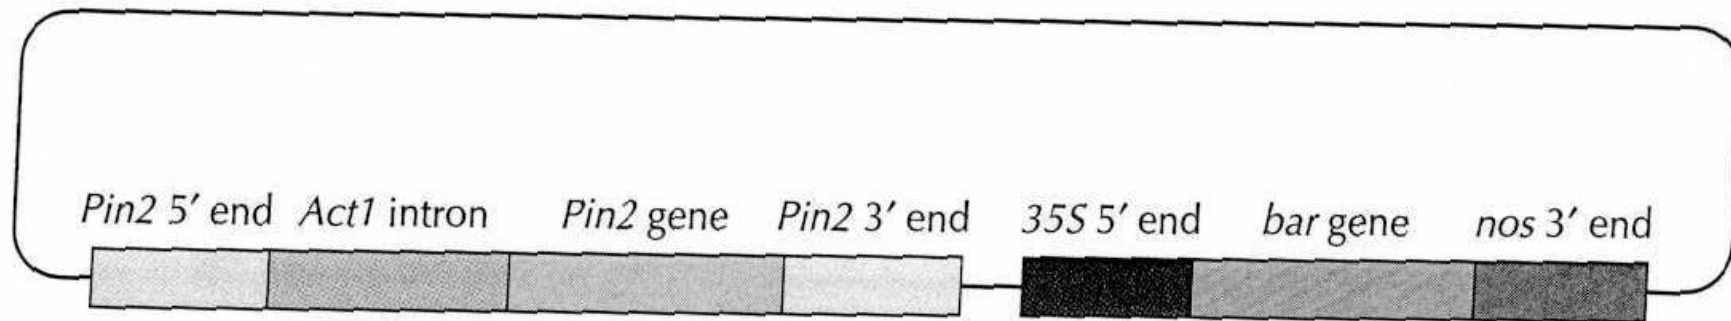 Pin2 5′ end Act1 intron Pin2 gene Pin2 3′ end 35S 5′ end bar gene nos 3′ end